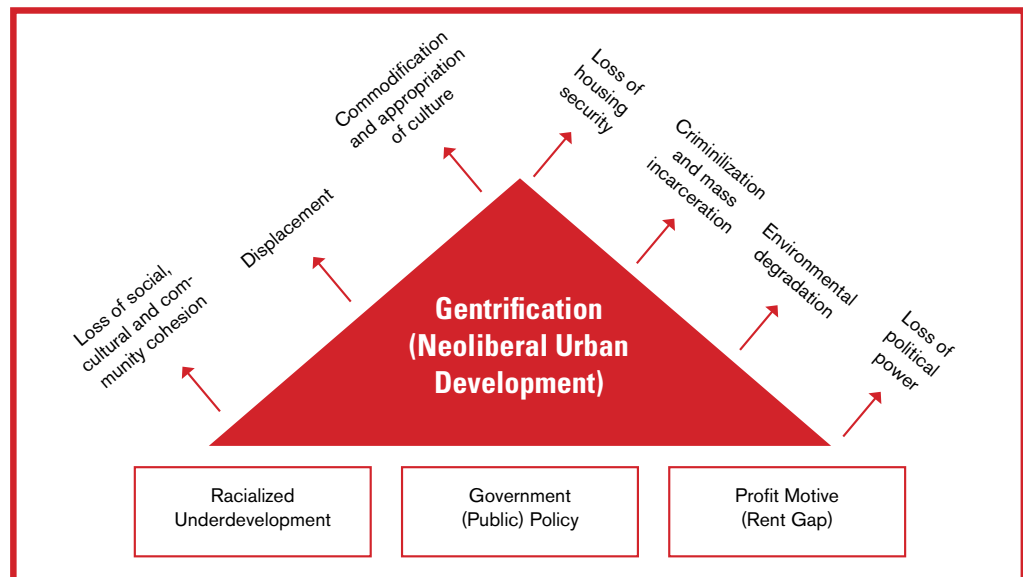 Loss of social,
cultural and com-
munity cohesion
Displacement
Commodification
and appropriation
of culture
Loss of
housing
security
Criminilization
and mass
incarceration
Environmental
degradation
Loss of
political
power
Gentrification
(Neoliberal Urban
Development)
Racialized
Underdevelopment
Government
(Public) Policy
Profit Motive
(Rent Gap)